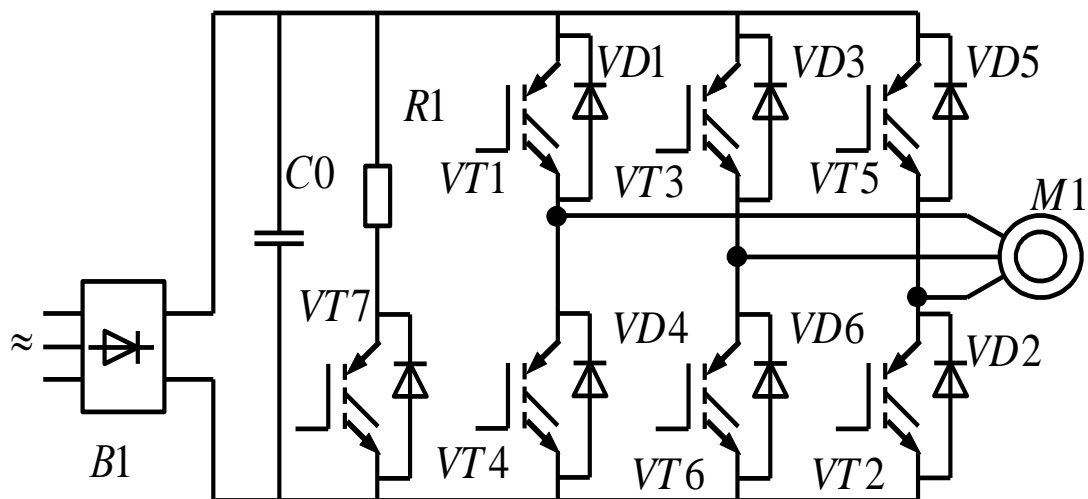 VD1
VD3
VD5
R1
C0
VT1
VT3
VT5
M1
VT7
VD4
VD6
VD2
≈
B1
VT4
VT6
VT2